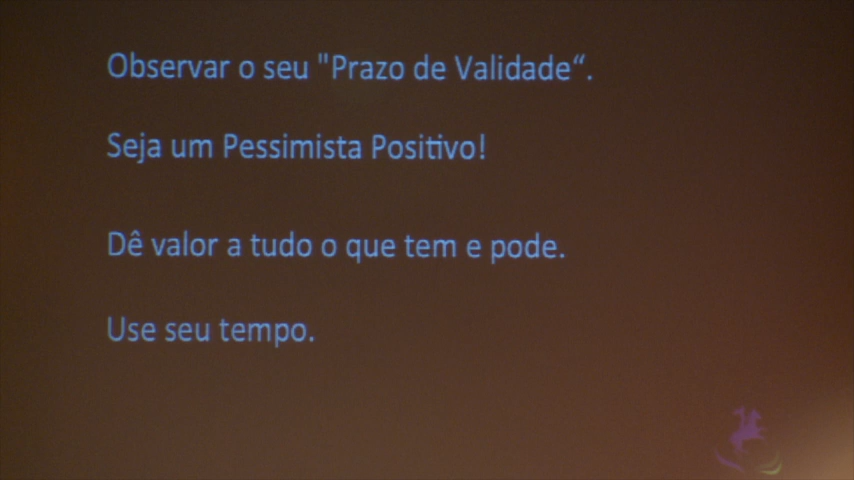 Observar o seu "Prazo de Validade“.
Seja um Pessimista Positivo!
Dê valor a tudo o que tem e pode.
Use seu tempo.